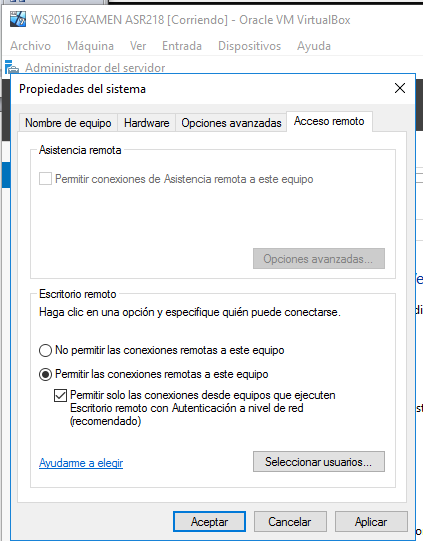 WS2016 EXAMEN ASR218 [Corriendo] - Oracle VM VirtualBox
Archivo Máquina Ver Entrada Dispositivos Ayuda
Administrador del servidor
Propiedades del sistema
Nombre de equipo Hardware Opciones avanzadas Acceso remoto
Asistencia remota
Permitir conexiones de Asistencia remota a este equipo
Opciones avanzadas...
Escritorio remoto
Haga clic en una opción y especifique quién puede conectarse.
No permitir las conexiones remotas a este equipo
Permitir las conexiones remotas a este equipo
Permitir solo las conexiones desde equipos que ejecuten
Escritorio remoto con Autenticación a nivel de red
(recomendado)
Ayudarme a elegir
Seleccionar usuarios...
Aceptar Cancelar Aplicar